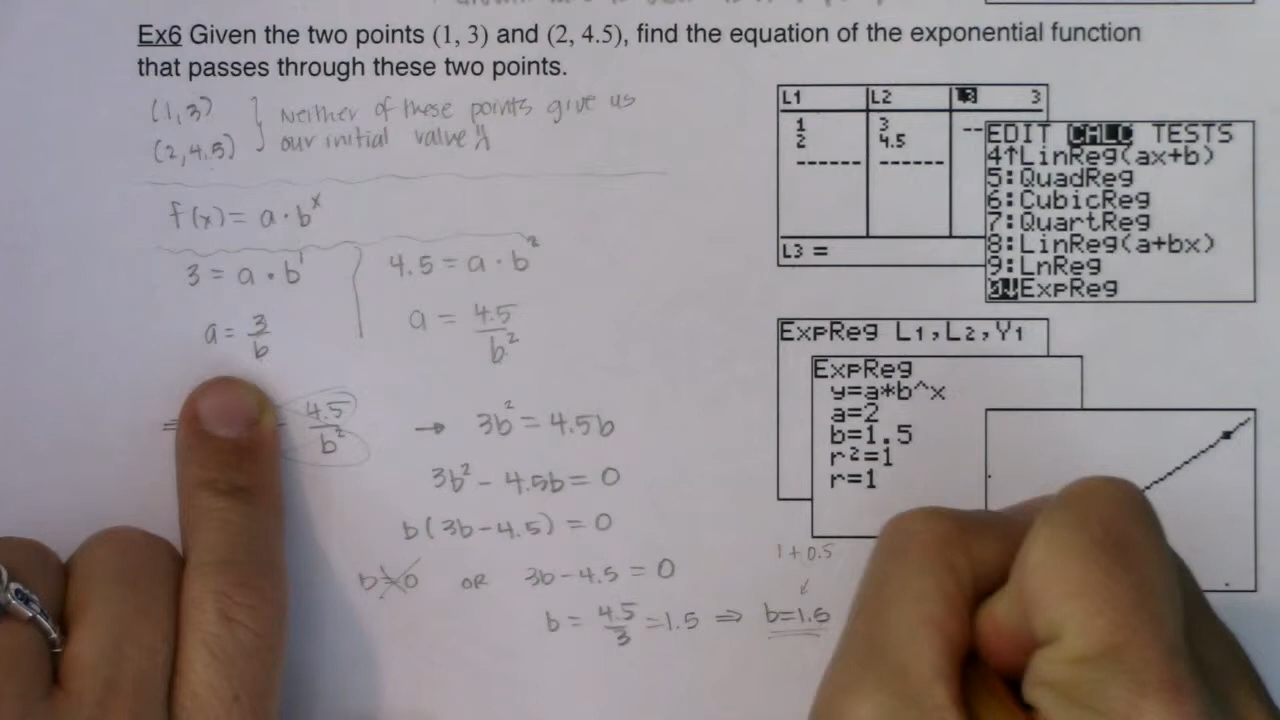 Ex6 Given the two points (1, 3) and (2, 4.5), find the equation of the exponential function
that passes through these two points.
(1,3)
(2,4.5)
Neither of these points give us
our initial value
f(x) = a · b^x
3 = a · b^1
a = 3/b
4.5 = a · b^2
a = 4.5/b^2
= 4.5/b^2 → 3b^2 = 4.5b
3b^2 - 4.5b = 0
b(3b - 4.5) = 0
b=0 OR 3b - 4.5 = 0
b = 4.5/3 = 1.5 ⇒ b=1.5
1 + 0.5
L1 L2 L3 3
1 3
2 4.5
L3 =
EDIT CALC TESTS
4↑LinReg(ax+b)
5:QuadReg
6:CubicReg
7:QuartReg
8:LinReg(a+bx)
9:LnReg
0↓ExpReg
ExpReg L1,L2,Y1
ExpReg
y=a*b^x
a=2
b=1.5
r²=1
r=1